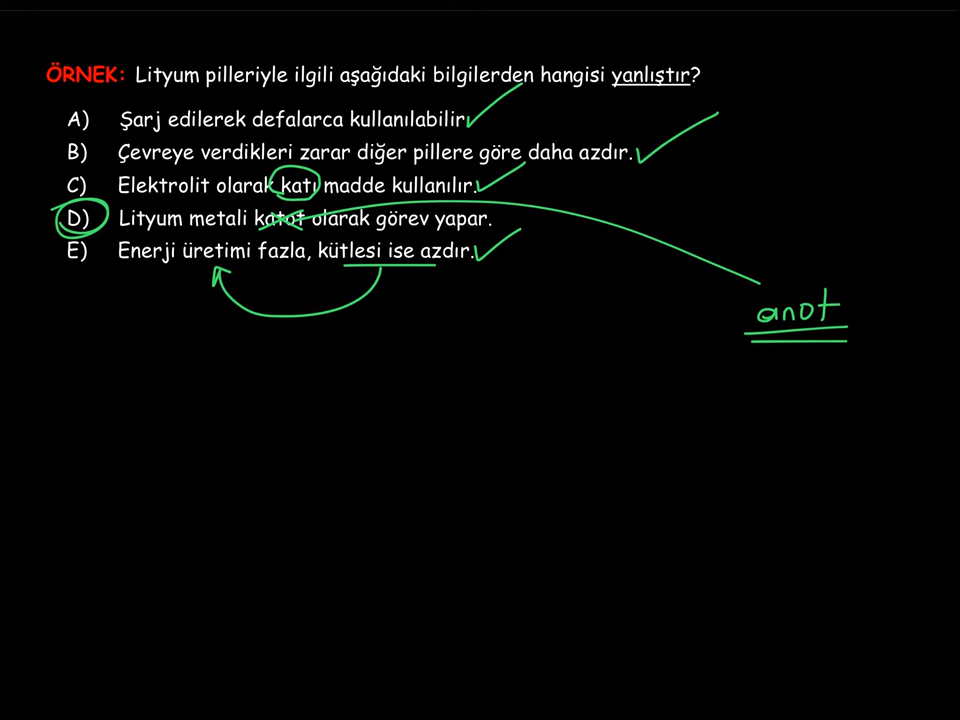 ÖRNEK: Lityum pilleriyle ilgili aşağıdaki bilgilerden hangisi yanlıştır?
A) Şarj edilerek defalarca kullanılabilir.
B) Çevreye verdikleri zarar diğer pillere göre daha azdır.
C) Elektrolit olarak katı madde kullanılır.
D) Lityum metali katot olarak görev yapar.
E) Enerji üretimi fazla, kütlesi ise azdır.
anot